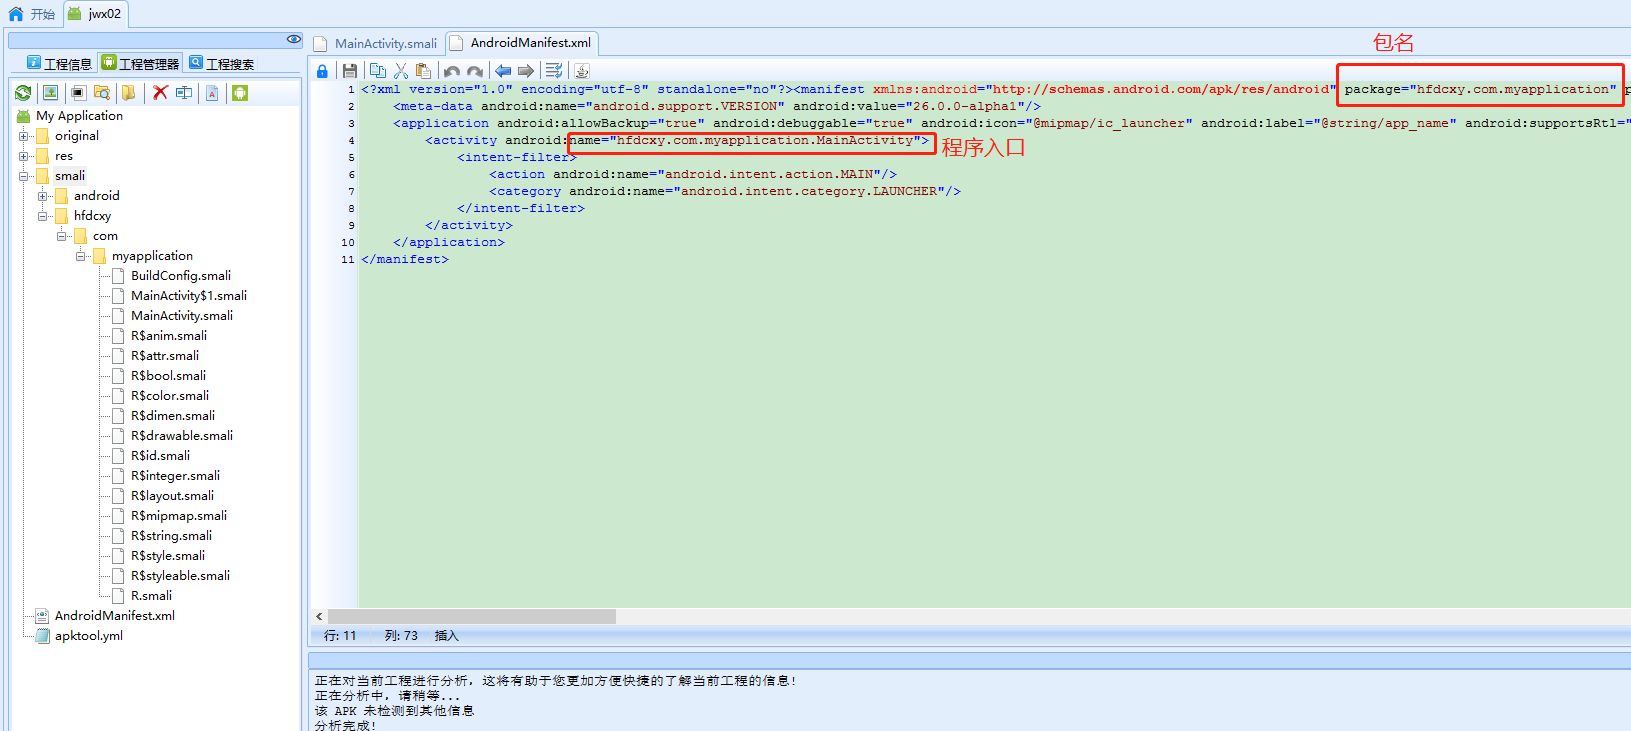 开始
jwx02
工程信息
工程管理器
工程搜索
My Application
original
res
smali
android
hfdcxy
com
myapplication
BuildConfig.smali
MainActivity$1.smali
MainActivity.smali
R$anim.smali
R$attr.smali
R$bool.smali
R$color.smali
R$dimen.smali
R$drawable.smali
R$id.smali
R$integer.smali
R$layout.smali
R$mipmap.smali
R$string.smali
R$style.smali
R$styleable.smali
R.smali
AndroidManifest.xml
apktool.yml
MainActivity.smali
AndroidManifest.xml
包名
1 <?xml version="1.0" encoding="utf-8" standalone="no"?><manifest xmlns:android="http://schemas.android.com/apk/res/android" package="hfdcxy.com.myapplication" p
2 <meta-data android:name="android.support.VERSION" android:value="26.0.0-alpha1"/>
3 <application android:allowBackup="true" android:debuggable="true" android:icon="@mipmap/ic_launcher" android:label="@string/app_name" android:supportsRtl="
4 <activity android:name="hfdcxy.com.myapplication.MainActivity">
程序入口
5 <intent-filter>
6 <action android:name="android.intent.action.MAIN"/>
7 <category android:name="android.intent.category.LAUNCHER"/>
8 </intent-filter>
9 </activity>
10 </application>
11 </manifest>
行: 11 列: 73 插入
正在对当前工程进行分析，这将有助于您更加方便快捷的了解当前工程的信息！
正在分析中，请稍等...
该 APK 未检测到其他信息
分析完成!